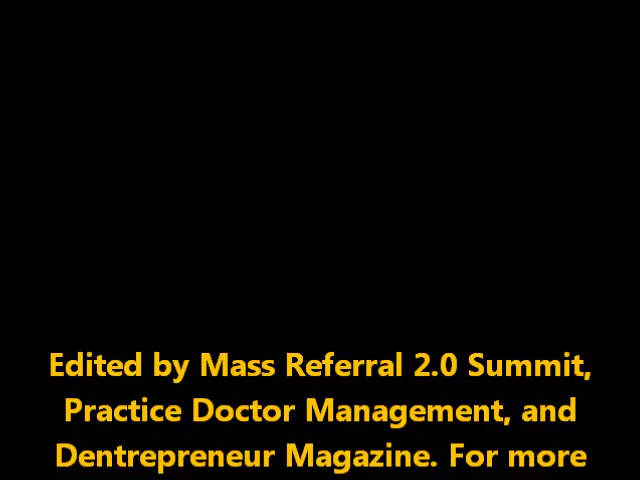 Edited by Mass Referral 2.0 Summit,
Practice Doctor Management, and
Dentrepreneur Magazine. For more